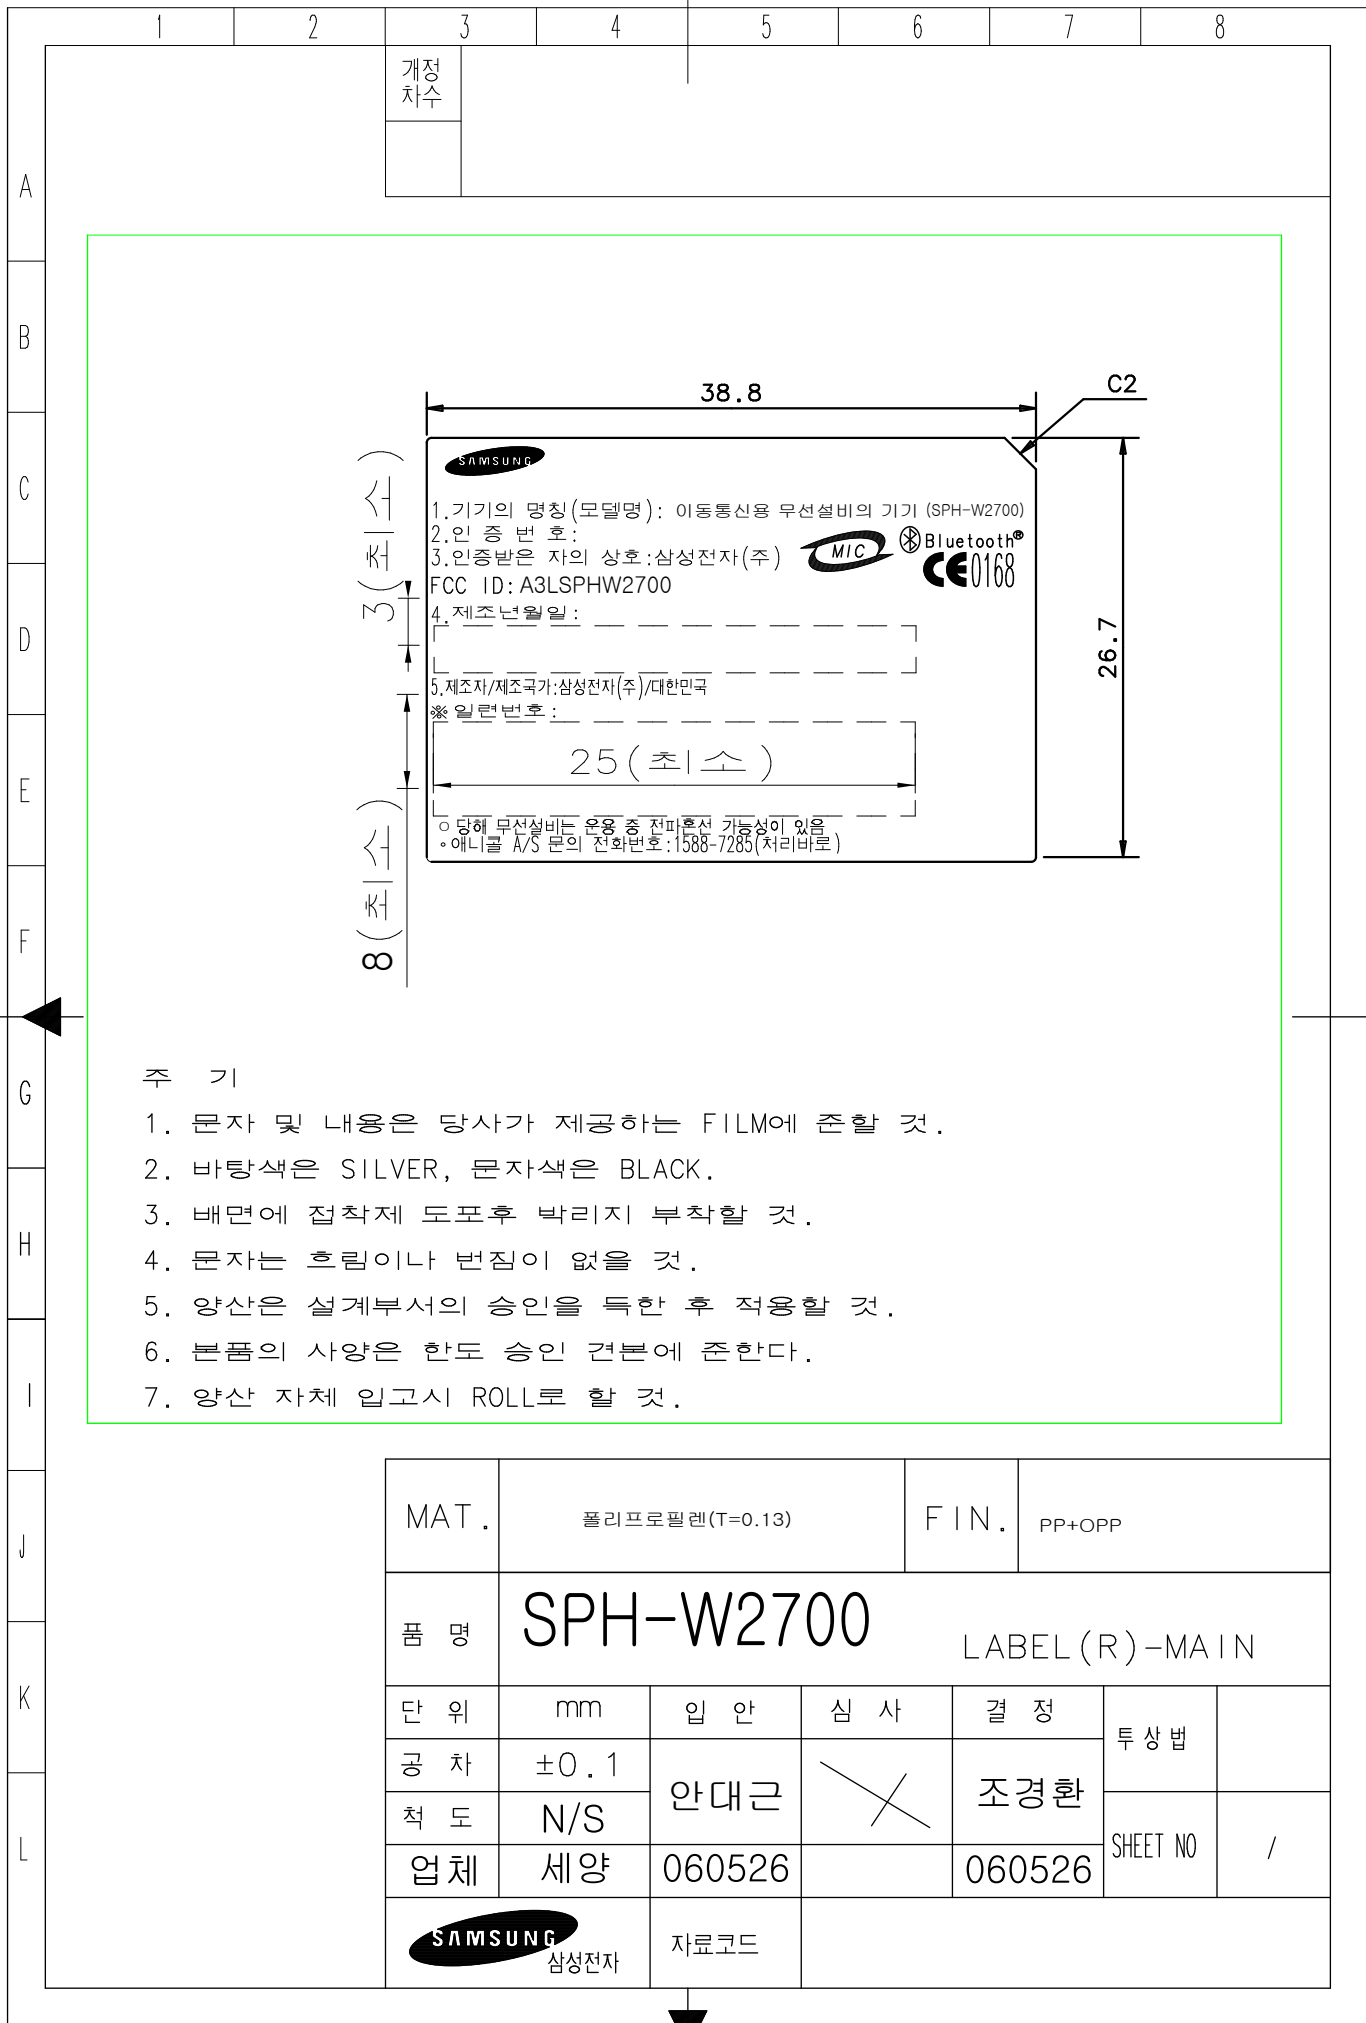 1 2 3 4 5 6 7 8
개정
차수
A
B
C
D
E
F
G
H
I
J
K
L
38.8
C2
26.7
3(최소)
8(최소)
SAMSUNG
1.기기의 명칭(모델명): 이동통신용 무선설비의 기기 (SPH-W2700)
2.인 증 번 호:
3.인증받은 자의 상호:삼성전자(주)
MIC
Bluetooth®
CE0168
FCC ID: A3LSPHW2700
4.제조년월일:
5.제조자/제조국가:삼성전자(주)/대한민국
※ 일련번호:
25(최소)
○ 당해 무선설비는 운용 중 전파혼선 가능성이 있음
∘애니콜 A/S 문의 전화번호:1588-7285(처리바로)
주 기
1. 문자 및 내용은 당사가 제공하는 FILM에 준할 것.
2. 바탕색은 SILVER, 문자색은 BLACK.
3. 배면에 접착제 도포후 박리지 부착할 것.
4. 문자는 흐림이나 번짐이 없을 것.
5. 양산은 설계부서의 승인을 득한 후 적용할 것.
6. 본품의 사양은 한도 승인 견본에 준한다.
7. 양산 자체 입고시 ROLL로 할 것.
MAT. 폴리프로필렌(T=0.13) FIN. PP+OPP
품 명 SPH-W2700 LABEL(R)-MAIN
단 위 mm 입 안 심 사 결 정 투상법
공 차 ±0.1 안대근 조경환
척 도 N/S SHEET NO /
업체 세양 060526 060526
SAMSUNG 삼성전자 자료코드